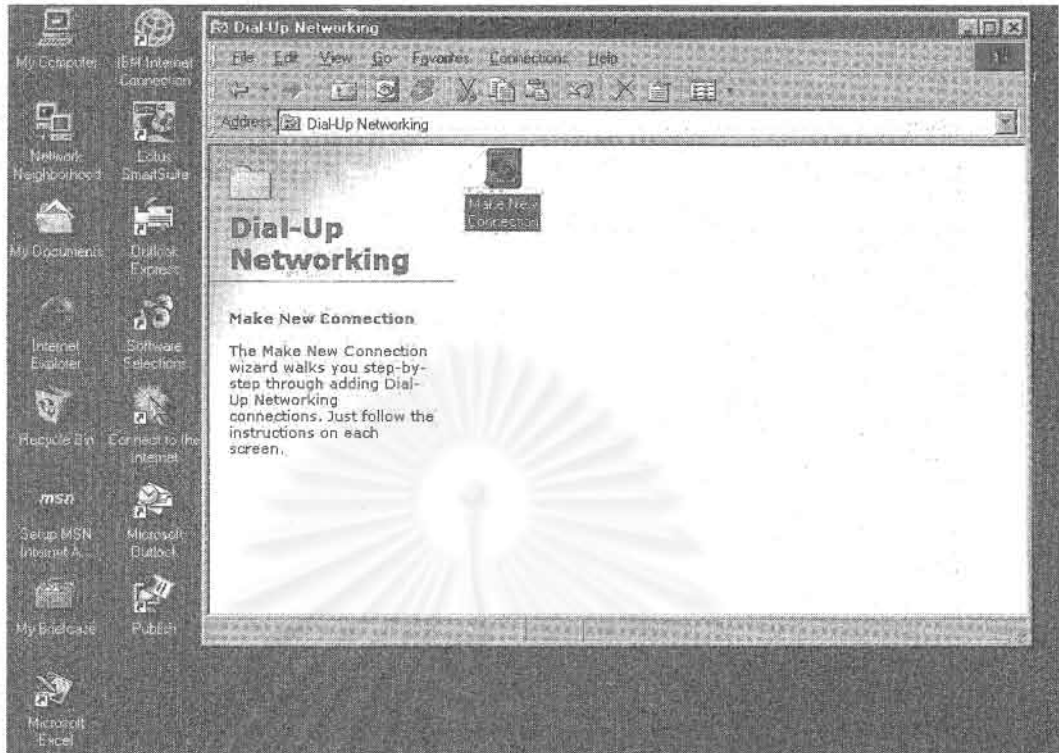 My Computer
IBM Internet
Connection
Network
Neighborhood
Lotus
SmartSuite
My Documents
Outlook
Express
Internet
Explorer
Software
Selections
Recycle Bin
Connect to the
Internet
msn
Setup MSN
Internet A...
Microsoft
Outlook
My Briefcase
Publish
Microsoft
Excel
Dial-Up Networking
File Edit View Go Favorites Connections Help
Address Dial-Up Networking
Make New
Connection
Dial-Up
Networking
Make New Connection
The Make New Connection
wizard walks you step-by-
step through adding Dial-
Up Networking
connections. Just follow the
instructions on each
screen.